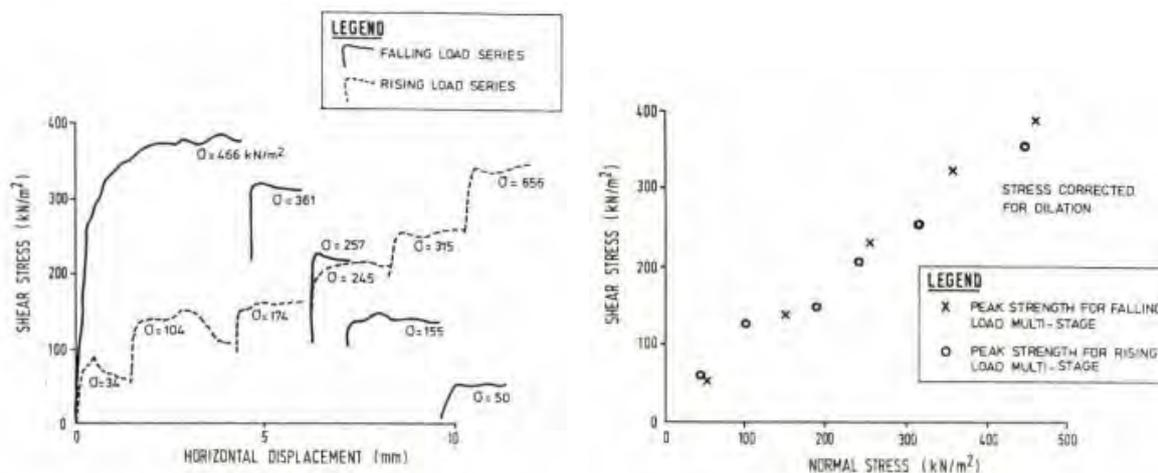 LEGEND
FALLING LOAD SERIES
RISING LOAD SERIES
SHEAR STRESS (kN/m²)
400
300
200
100
0
σ=466 kN/m²
σ=361
σ=257
σ=245
σ=315
σ=656
σ=34
σ=104
σ=174
σ=155
σ=50
0
5
10
HORIZONTAL DISPLACEMENT (mm)
SHEAR STRESS (kN/m²)
400
300
200
100
0
STRESS CORRECTED
FOR DILATION
LEGEND
x PEAK STRENGTH FOR FALLING
LOAD MULTI-STAGE
o PEAK STRENGTH FOR RISING
LOAD MULTI-STAGE
0
100
200
300
400
500
NORMAL STRESS (kN/m²)